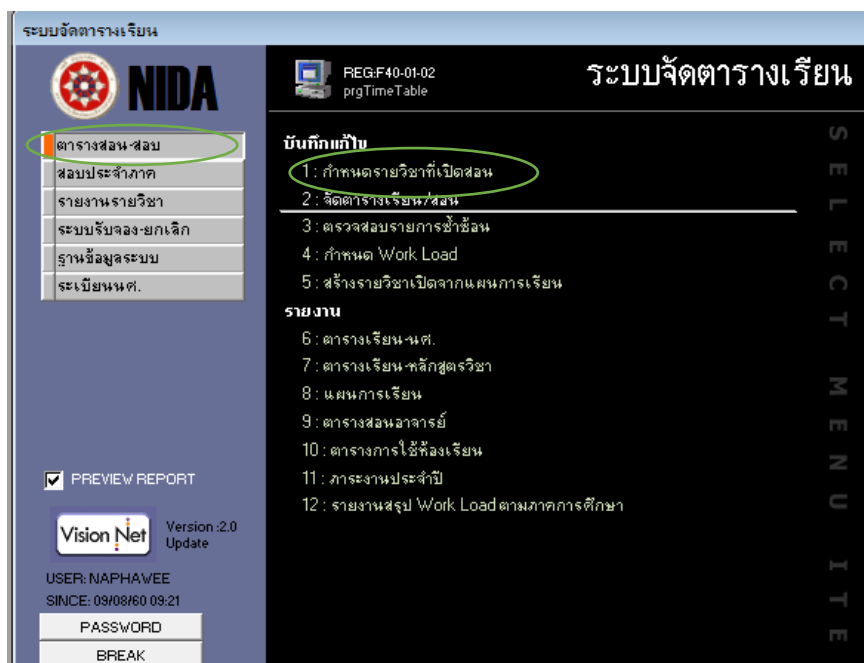 ระบบจัดตารางเรียน
NIDA
REG:F40-01-02
prgTimeTable
ระบบจัดตารางเรียน
ตารางสอน-สอบ
สอบประจำภาค
รายงานรายวิชา
ระบบรับจอง-ยกเลิก
ฐานข้อมูลระบบ
ระเบียนนศ.
บันทึกแก้ไข
1 : กำหนดรายวิชาที่เปิดสอน
2 : จัดตารางเรียน/สอน
3 : ตรวจสอบรายการซ้ำซ้อน
4 : กำหนด Work Load
5 : สร้างรายวิชาเปิดจากแผนการเรียน
รายงาน
6 : ตารางเรียน-นศ.
7 : ตารางเรียน-หลักสูตรวิชา
8 : แผนการเรียน
9 : ตารางสอนอาจารย์
10 : ตารางการใช้ห้องเรียน
11 : ภาระงานประจำปี
12 : รายงานสรุป Work Load ตามภาคการศึกษา
SELECT MENU ITE
PREVIEW REPORT
Vision Net
Version :2.0
Update
USER: NAPHAWEE
SINCE: 09/08/60 09:21
PASSWORD
BREAK